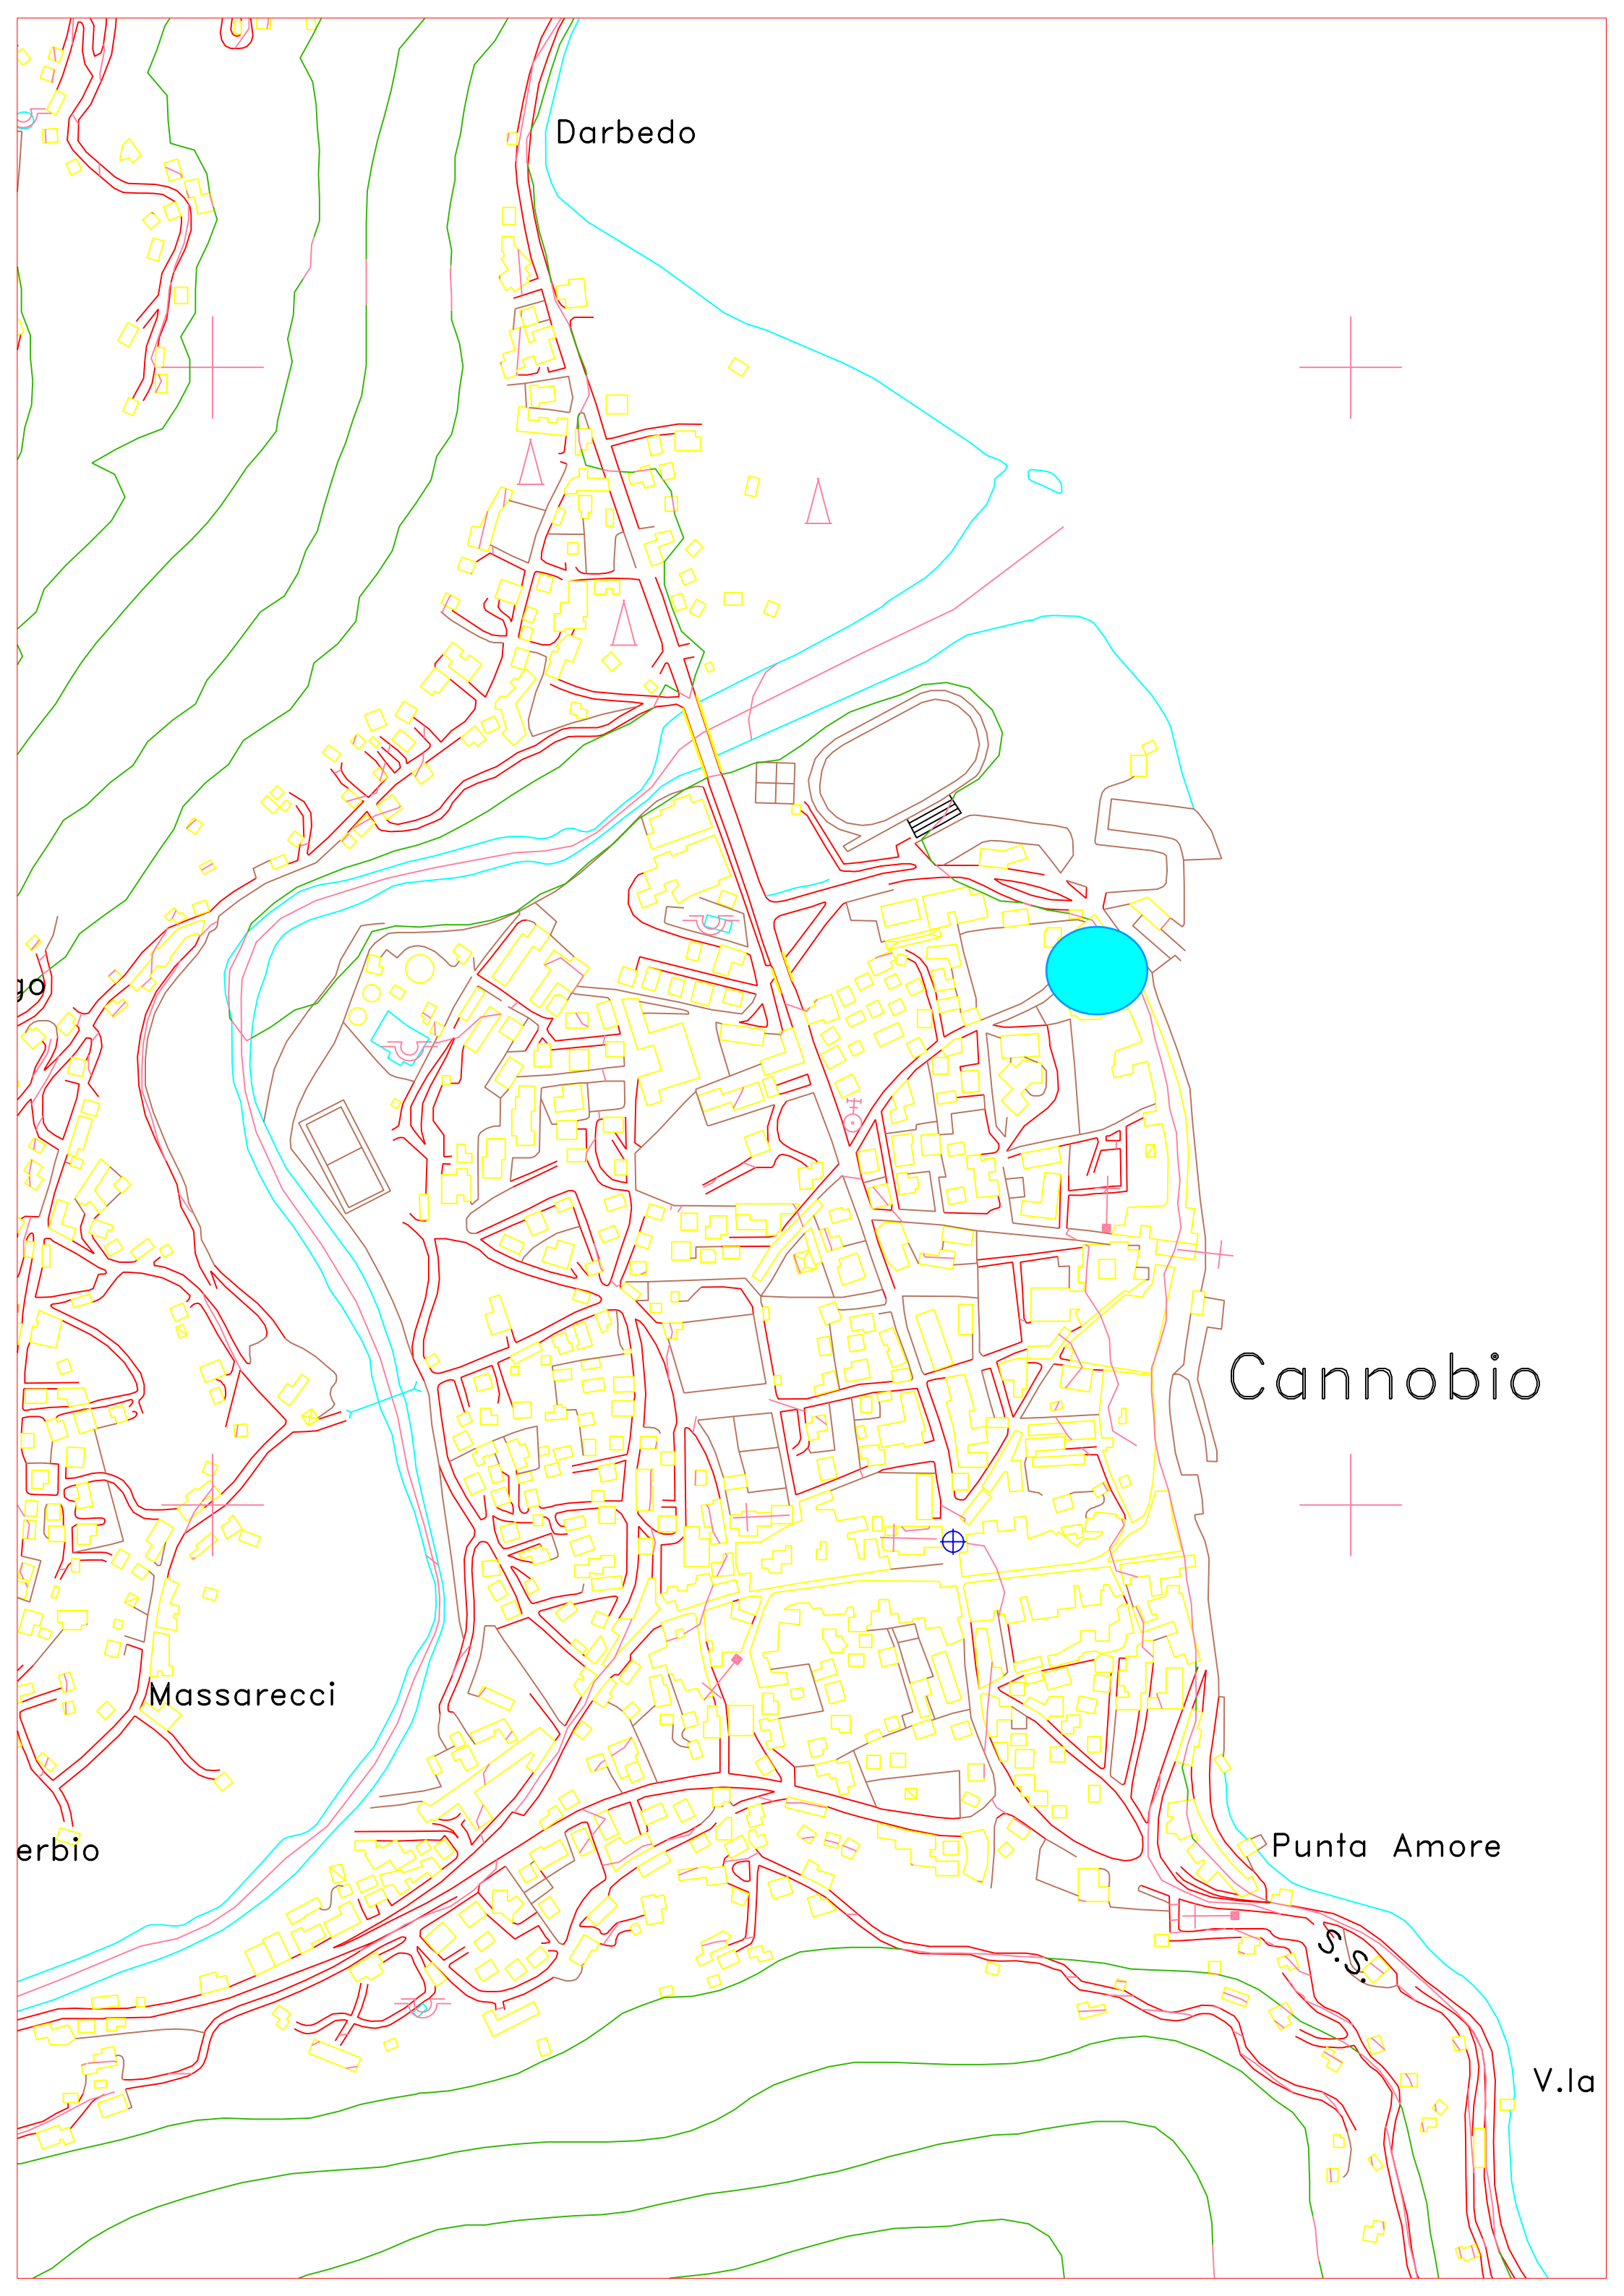 Darbedo
go
Cannobio
Massarecci
Punta Amore
erbio
S.S.
V.la